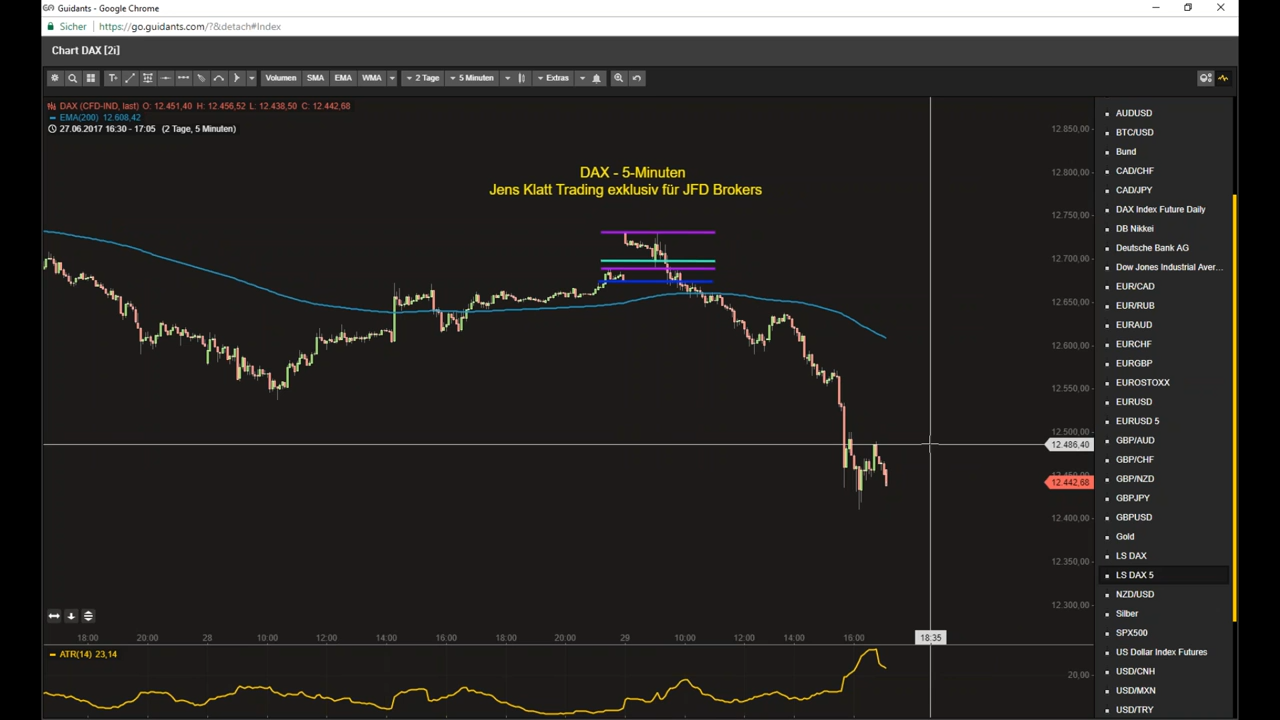 Guidants - Google Chrome
Sicher https://go.guidants.com/?&detach#Index
Chart DAX [2i]
T+ Volumen SMA EMA WMA 2 Tage 5 Minuten Extras
DAX (CFD-IND, last) O: 12.451,40 H: 12.456,52 L: 12.438,50 C: 12.442,68
EMA(200) 12.608,42
27.06.2017 16:30 - 17:05 (2 Tage, 5 Minuten)
DAX - 5-Minuten
Jens Klatt Trading exklusiv für JFD Brokers
12.850,00
12.800,00
12.750,00
12.700,00
12.650,00
12.600,00
12.550,00
12.500,00
12.486,40
12.442,68
12.400,00
12.350,00
12.300,00
AUDUSD
BTC/USD
Bund
CAD/CHF
CAD/JPY
DAX Index Future Daily
DB Nikkei
Deutsche Bank AG
Dow Jones Industrial Aver...
EUR/CAD
EUR/RUB
EURAUD
EURCHF
EURGBP
EUROSTOXX
EURUSD
EURUSD 5
GBP/AUD
GBP/CHF
GBP/NZD
GBPJPY
GBPUSD
Gold
LS DAX
LS DAX 5
NZD/USD
Silber
SPX500
US Dollar Index Futures
USD/CNH
USD/MXN
USD/TRY
18:00 20:00 28 10:00 12:00 14:00 16:00 18:00 20:00 29 10:00 12:00 14:00 16:00 18:35
ATR(14) 23,14
20,00